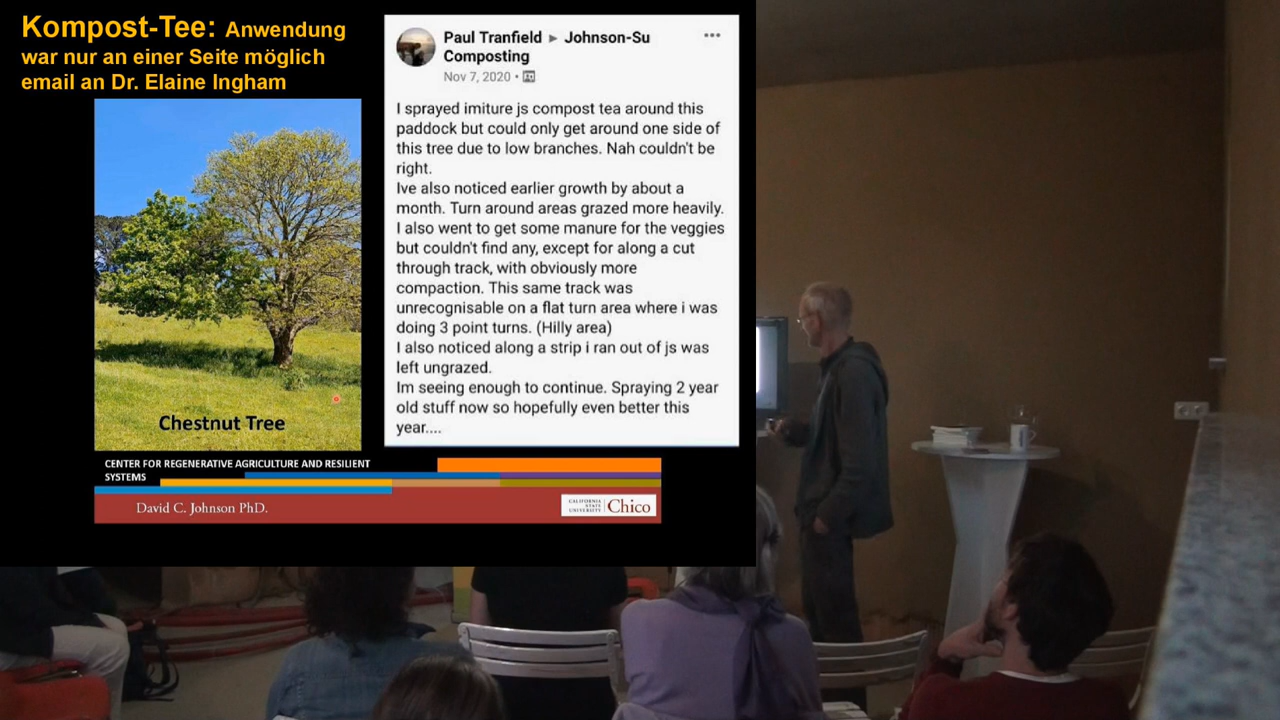 Kompost-Tee: Anwendung
war nur an einer Seite möglich
email an Dr. Elaine Ingham
Chestnut Tree
Paul Tranfield ▸ Johnson-Su
Composting
Nov 7, 2020 •
I sprayed imiture js compost tea around this
paddock but could only get around one side of
this tree due to low branches. Nah couldn't be
right.
Ive also noticed earlier growth by about a
month. Turn around areas grazed more heavily.
I also went to get some manure for the veggies
but couldn't find any, except for along a cut
through track, with obviously more
compaction. This same track was
unrecognisable on a flat turn area where i was
doing 3 point turns. (Hilly area)
I also noticed along a strip i ran out of js was
left ungrazed.
Im seeing enough to continue. Spraying 2 year
old stuff now so hopefully even better this
year....
CENTER FOR REGENERATIVE AGRICULTURE AND RESILIENT
SYSTEMS
David C. Johnson PhD.
CALIFORNIA
STATE
UNIVERSITY
Chico